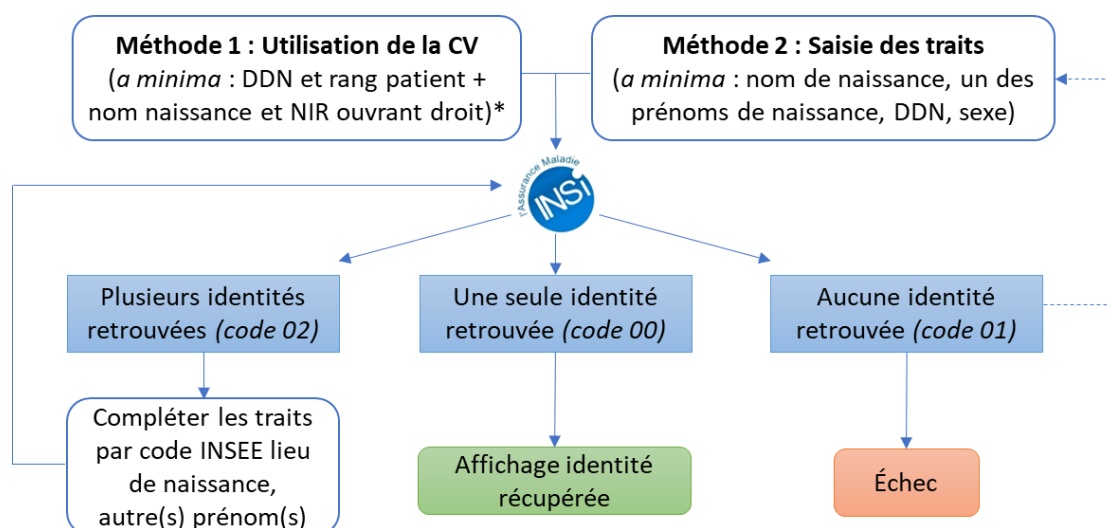 Méthode 1 : Utilisation de la CV
(a minima : DDN et rang patient +
nom naissance et NIR ouvrant droit)*
Méthode 2 : Saisie des traits
(a minima : nom de naissance, un des
prénoms de naissance, DDN, sexe)
l'Assurance Maladie
INSi
Plusieurs identités
retrouvées (code 02)
Une seule identité
retrouvée (code 00)
Aucune identité
retrouvée (code 01)
Compléter les traits
par code INSEE lieu
de naissance,
autre(s) prénom(s)
Affichage identité
récupérée
Échec